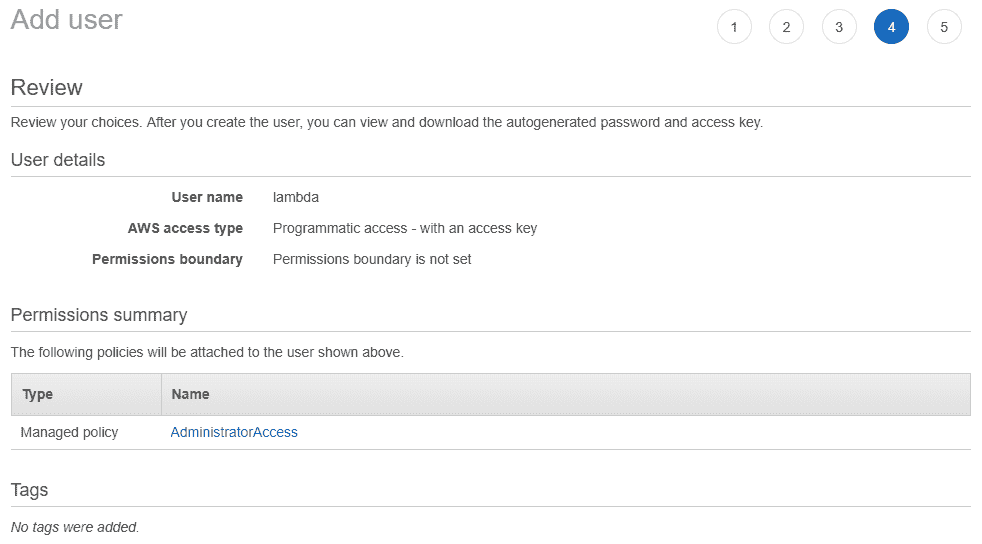 Add user
1 2 3 4 5
Review
Review your choices. After you create the user, you can view and download the autogenerated password and access key.
User details
User name lambda
AWS access type Programmatic access - with an access key
Permissions boundary Permissions boundary is not set
Permissions summary
The following policies will be attached to the user shown above.
Type Name
Managed policy AdministratorAccess
Tags
No tags were added.